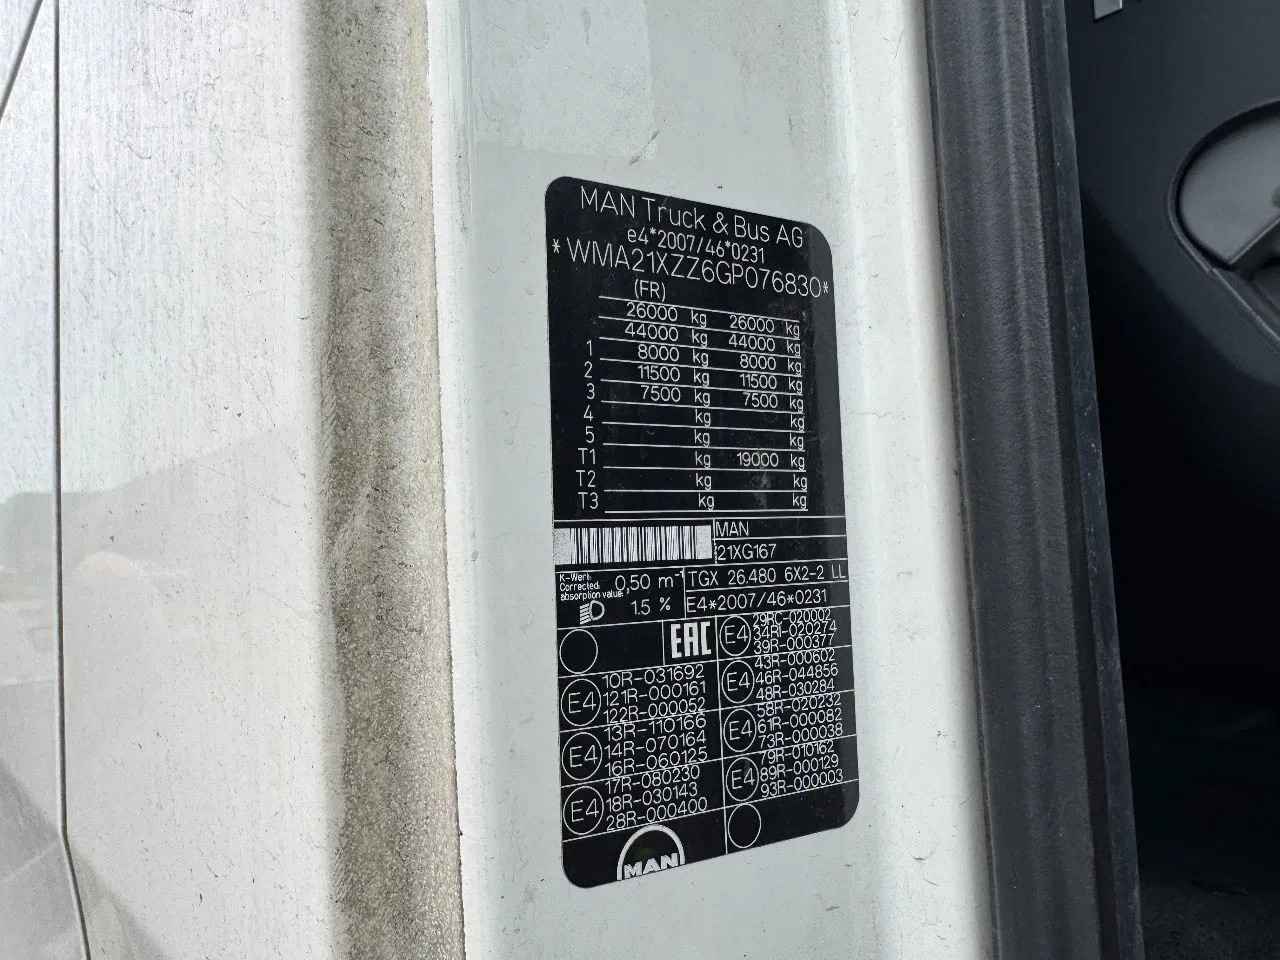 MAN Truck & Bus AG
e4*2007/46*0231
*WMA21XZZ6GP076830*
(FR)
26000 kg 26000 kg
44000 kg 44000 kg
1 8000 kg 8000 kg
2 11500 kg 11500 kg
3 7500 kg 7500 kg
4 kg kg
5 kg kg
T1 kg 19000 kg
T2 kg kg
T3 kg kg
MAN
21XG167
K-Wert:
Corrected
absorption value: 0,50 m-1
TGX 26.480 6X2-2 LL
1.5 %
E4*2007/46*0231
EAC
E4
29RC-020002
34RI-020274
39R-000377
E4
10R-031692
121R-000161
122R-000052
E4
43R-000602
46R-044856
48R-030284
E4
13R-110166
14R-070164
16R-060125
E4
58R-020232
61R-000082
73R-000038
E4
17R-080230
18R-030143
28R-000400
E4
79R-010162
89R-000129
93R-000003
MAN